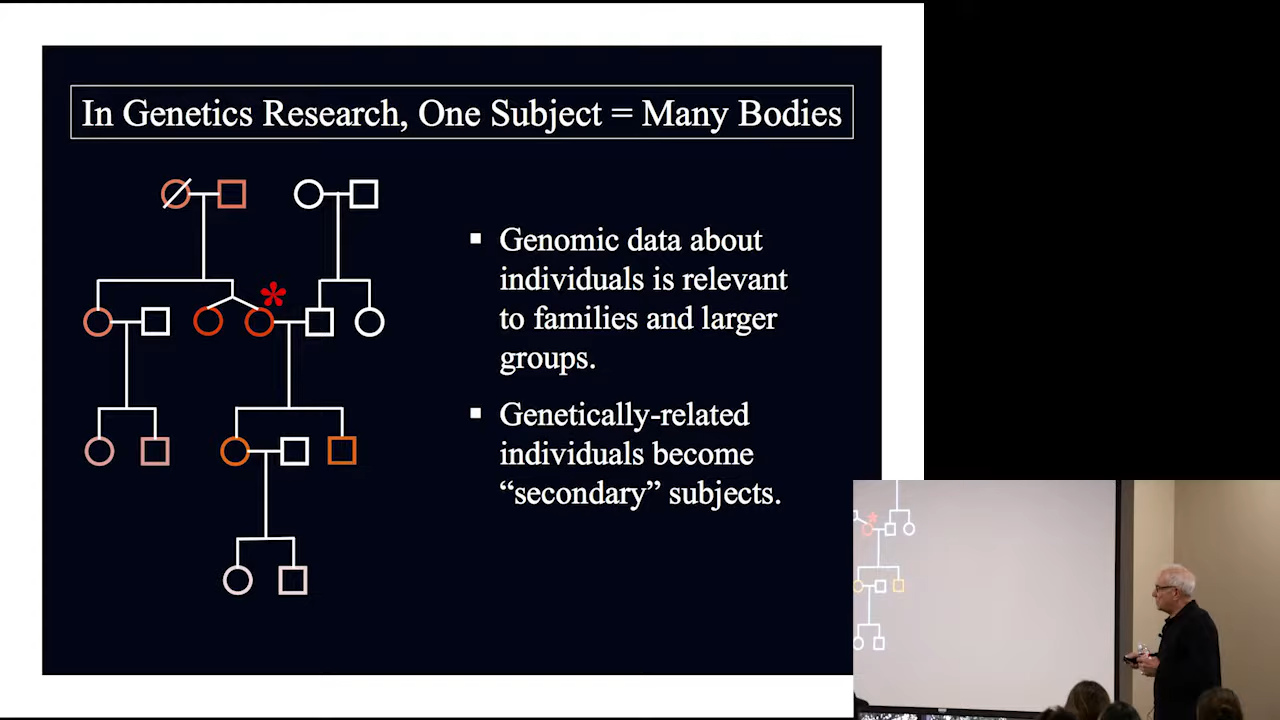 In Genetics Research, One Subject = Many Bodies
*
▪ Genomic data about
individuals is relevant
to families and larger
groups.
▪ Genetically-related
individuals become
“secondary” subjects.